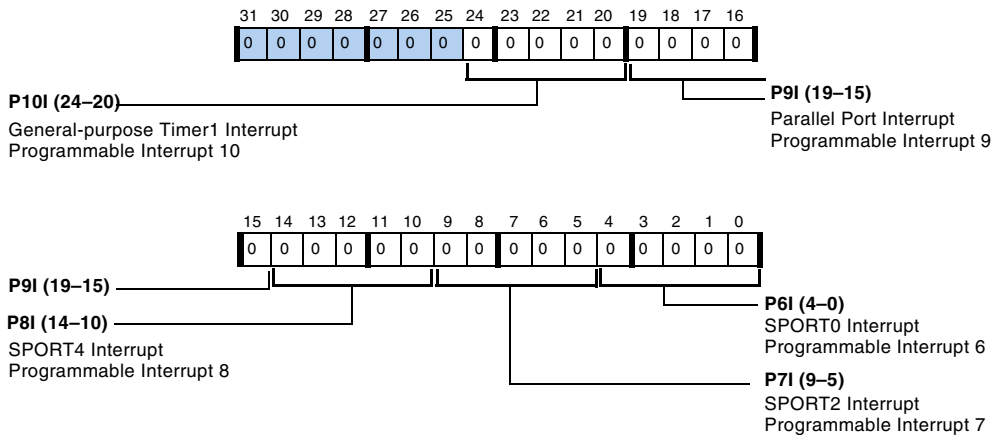 31 30 29 28 27 26 25 24 23 22 21 20 19 18 17 16
0 0 0 0 0 0 0 0 0 0 0 0 0 0 0 0
P10I (24–20)
General-purpose Timer1 Interrupt
Programmable Interrupt 10
P9I (19–15)
Parallel Port Interrupt
Programmable Interrupt 9
15 14 13 12 11 10 9 8 7 6 5 4 3 2 1 0
0 0 0 0 0 0 0 0 0 0 0 0 0 0 0 0
P9I (19–15)
P8I (14–10)
SPORT4 Interrupt
Programmable Interrupt 8
P6I (4–0)
SPORT0 Interrupt
Programmable Interrupt 6
P7I (9–5)
SPORT2 Interrupt
Programmable Interrupt 7